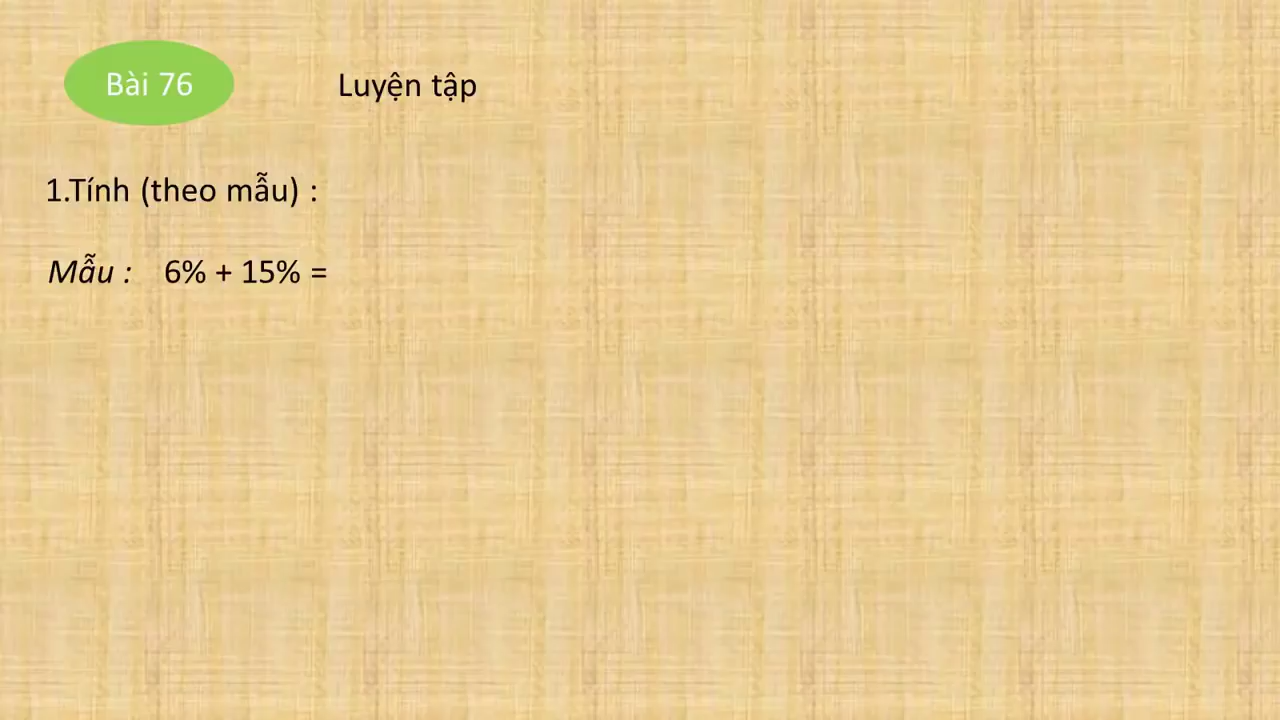 Bài 76
Luyện tập
1.Tính (theo mẫu) :
Mẫu : 6% + 15% =